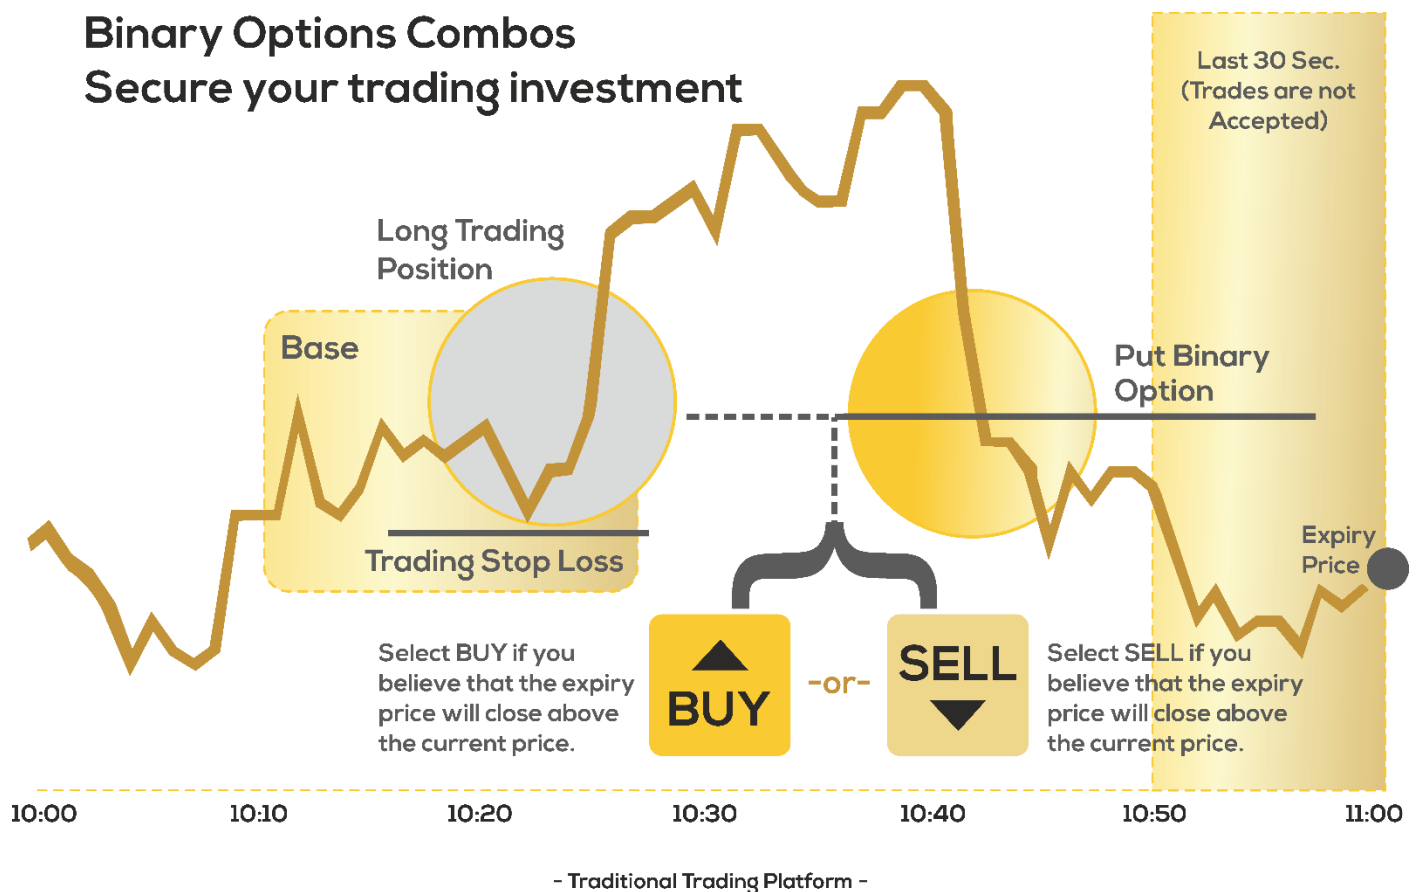 Binary Options Combos
Secure your trading investment
Last 30 Sec.
(Trades are not
Accepted)
Long Trading
Position
Base
Put Binary
Option
Trading Stop Loss
Expiry
Price
Select BUY if you
believe that the expiry
price will close above
the current price.
BUY
-or-
SELL
Select SELL if you
believe that the expiry
price will close above
the current price.
10:00
10:10
10:20
10:30
10:40
10:50
11:00
- Traditional Trading Platform -